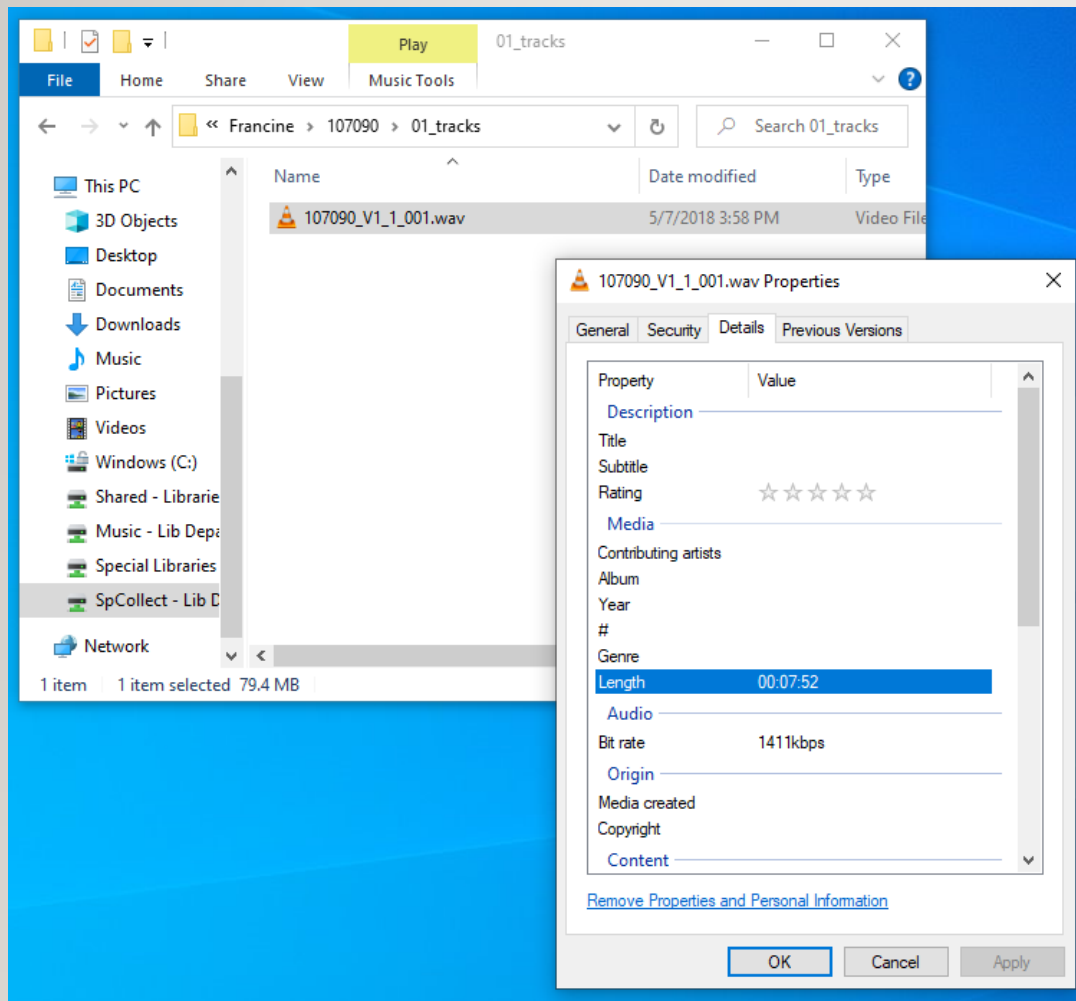 Play 01_tracks
File Home Share View Music Tools
« Francine › 107090 › 01_tracks Search 01_tracks
Name Date modified Type
107090_V1_1_001.wav 5/7/2018 3:58 PM Video File
This PC
3D Objects
Desktop
Documents
Downloads
Music
Pictures
Videos
Windows (C:)
Shared - Librarie
Music - Lib Depa
Special Libraries
SpCollect - Lib D
Network
1 item 1 item selected 79.4 MB
107090_V1_1_001.wav Properties
General Security Details Previous Versions
Property Value
Description
Title
Subtitle
Rating
Media
Contributing artists
Album
Year
#
Genre
Length 00:07:52
Audio
Bit rate 1411kbps
Origin
Media created
Copyright
Content
Remove Properties and Personal Information
OK Cancel Apply